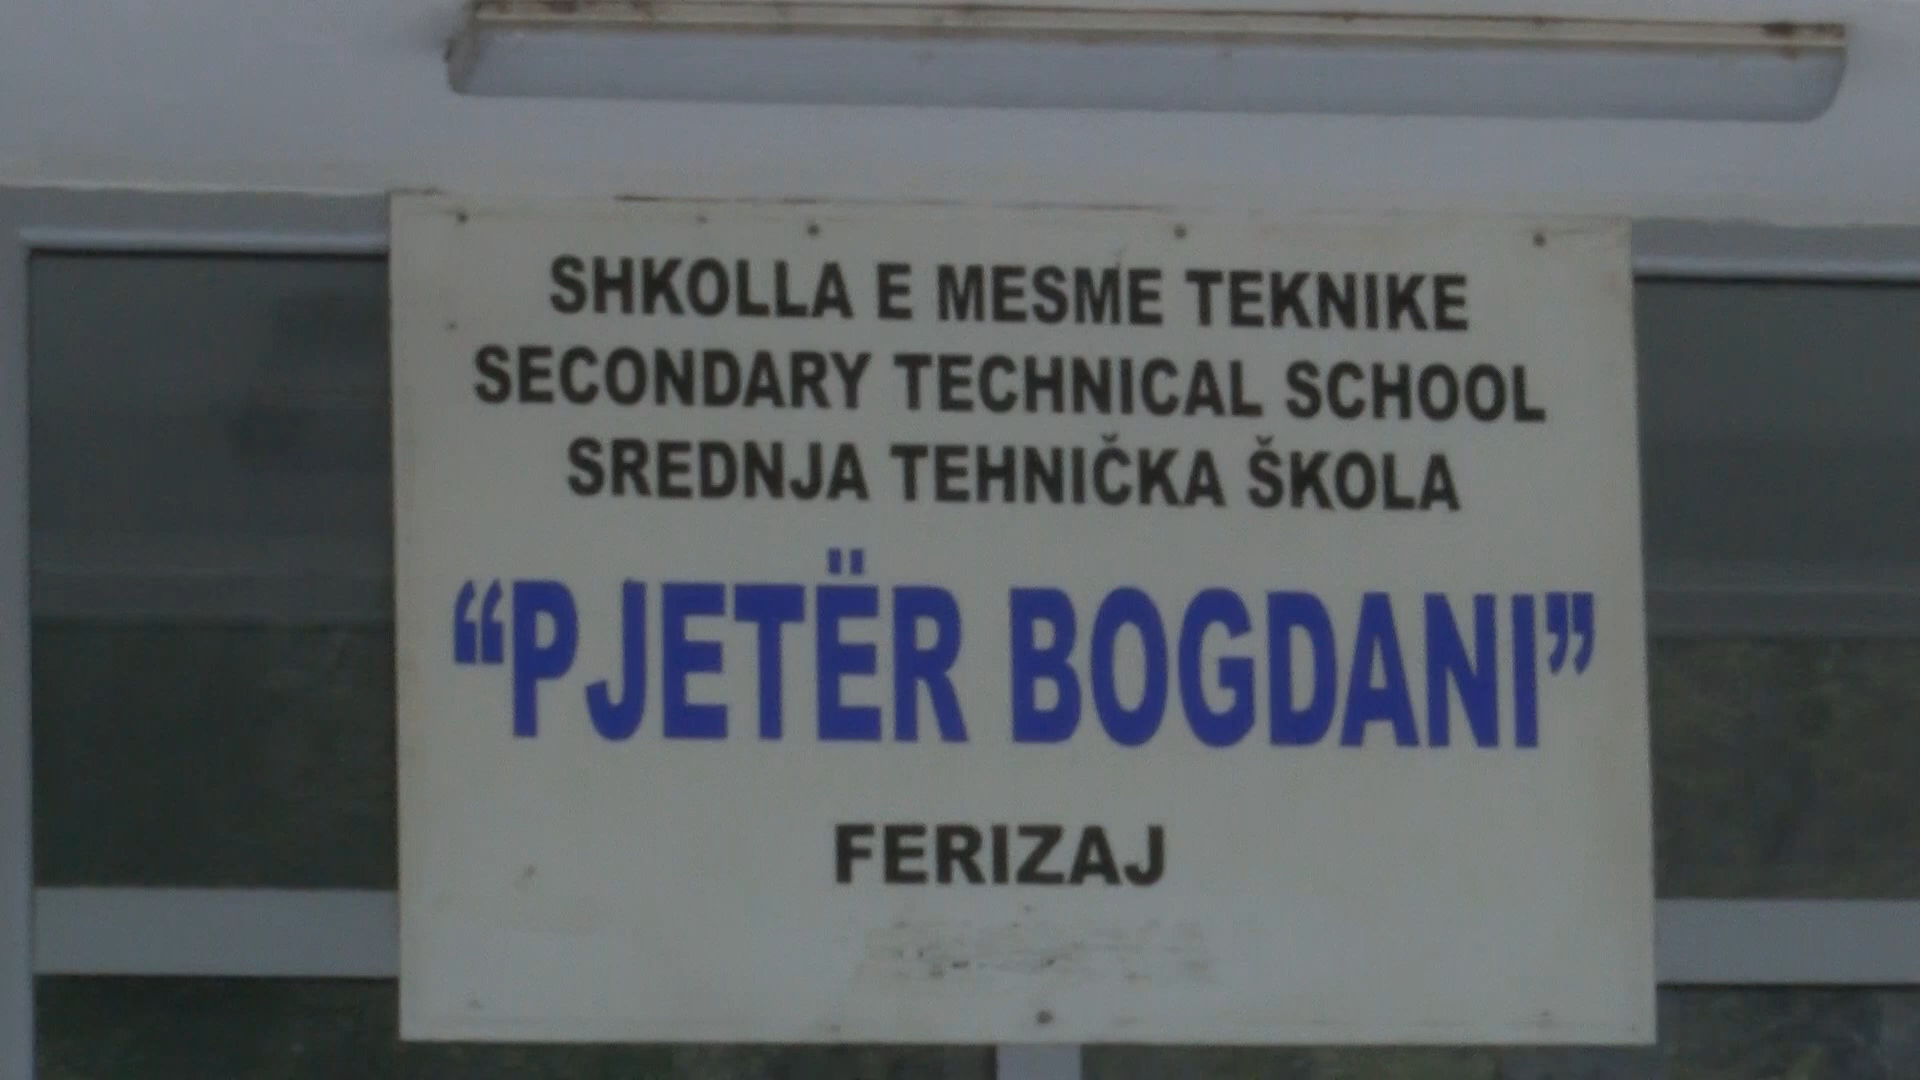 SHKOLLA E MESME TEKNIKE
SECONDARY TECHNICAL SCHOOL
SREDNJA TEHNIČKA ŠKOLA
“PJETËR BOGDANI”
FERIZAJ